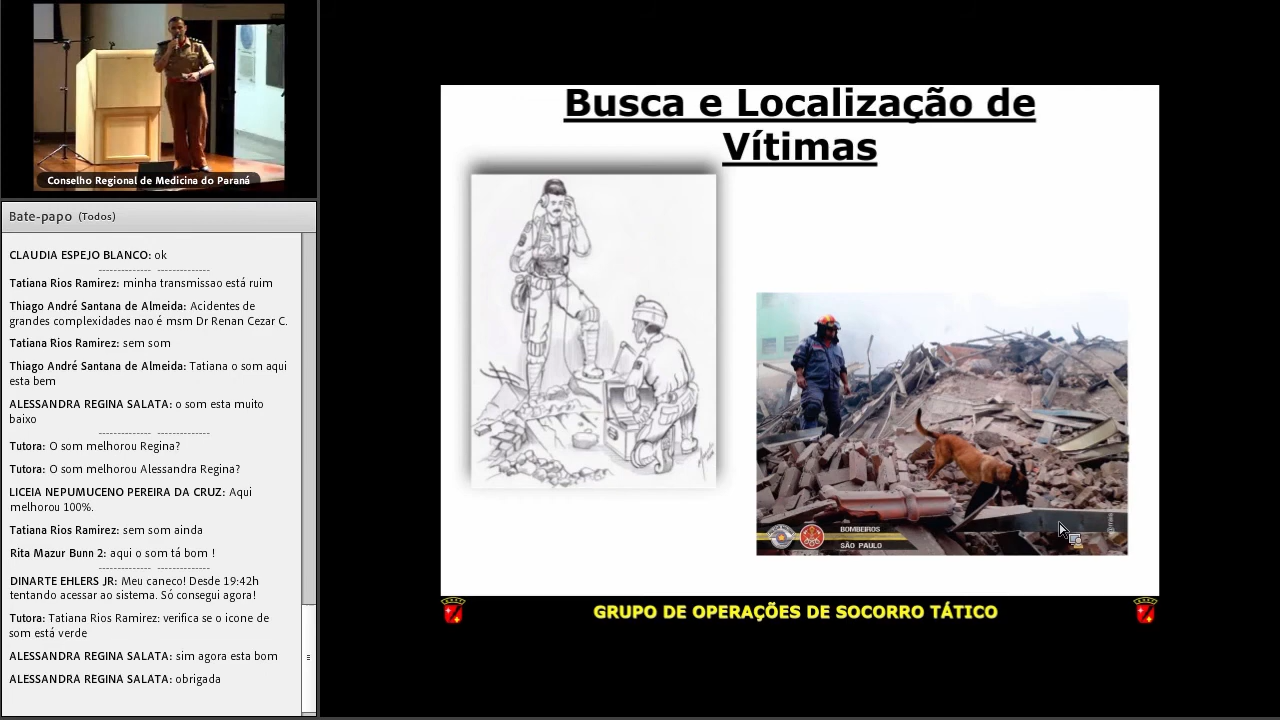 Conselho Regional de Medicina do Paraná
Bate-papo (Todos)
CLAUDIA ESPEJO BLANCO: ok
-------------- --------------
Tatiana Rios Ramirez: minha transmissao está ruim
Thiago André Santana de Almeida: Acidentes de
grandes complexidades nao é msm Dr Renan Cezar C.
Tatiana Rios Ramirez: sem som
Thiago André Santana de Almeida: Tatiana o som aqui
esta bem
ALESSANDRA REGINA SALATA: o som esta muito
baixo
-------------- --------------
Tutora: O som melhorou Regina?
Tutora: O som melhorou Alessandra Regina?
LICEIA NEPUMUCENO PEREIRA DA CRUZ: Aqui
melhorou 100%.
Tatiana Rios Ramirez: sem som ainda
Rita Mazur Bunn 2: aqui o som tá bom !
-------------- --------------
DINARTE EHLERS JR: Meu caneco! Desde 19:42h
tentando acessar ao sistema. Só consegui agora!
Tutora: Tatiana Rios Ramirez: verifica se o icone de
som está verde
ALESSANDRA REGINA SALATA: sim agora esta bom
ALESSANDRA REGINA SALATA: obrigada
Busca e Localização de
Vítimas
BOMBEIROS
SÃO PAULO
GRUPO DE OPERAÇÕES DE SOCORRO TÁTICO